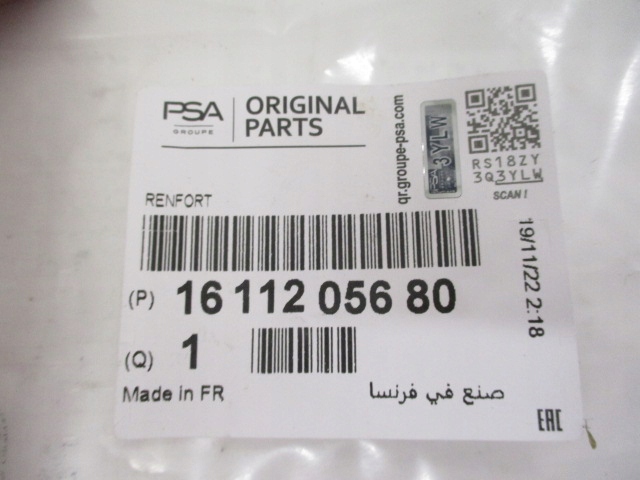 PSA
GROUPE
ORIGINAL
PARTS
qr.groupe-psa.com
3YLW
RS18ZY
3Q3YLW
SCAN !
RENFORT
19/11/22 2:18
(P) 16 112 056 80
(Q) 1
Made in FR
صنع في فرنسا
EAC